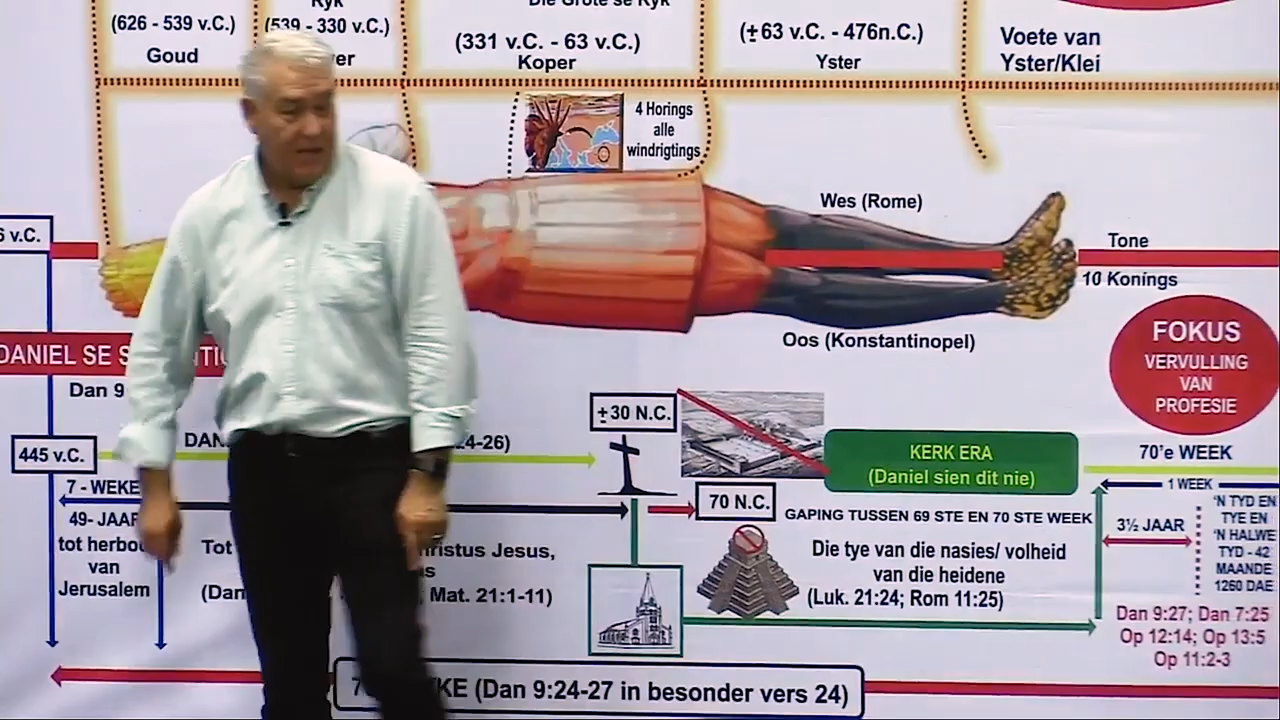 Ryk
Die Grote se Ryk
(626 - 539 v.C.)
(539 - 330 v.C.)
(331 v.C. - 63 v.C.)
(±63 v.C. - 476n.C.)
Goud
Koper
Yster
Voete van
Yster/Klei
4 Horings
alle
windrigtings
Wes (Rome)
6 v.C.
Tone
10 Konings
Oos (Konstantinopel)
DANIEL SE
FOKUS
VERVULLING
VAN
PROFESIE
Dan 9
±30 N.C.
DAN
24-26)
KERK ERA
(Daniel sien dit nie)
445 v.C.
70'e WEEK
7 - WEKE
1 WEEK
70 N.C.
GAPING TUSSEN 69 STE EN 70 STE WEEK
49- JAAR
tot herbou
van
Jerusalem
3½ JAAR
'N TYD EN
TYE EN
'N HALWE
TYD - 42
MAANDE
1260 DAE
Tot
Christus Jesus,
Die tye van die nasies/ volheid
van die heidene
(Luk. 21:24; Rom 11:25)
(Dan
Mat. 21:1-11)
Dan 9:27; Dan 7:25
Op 12:14; Op 13:5
Op 11:2-3
(Dan 9:24-27 in besonder vers 24)